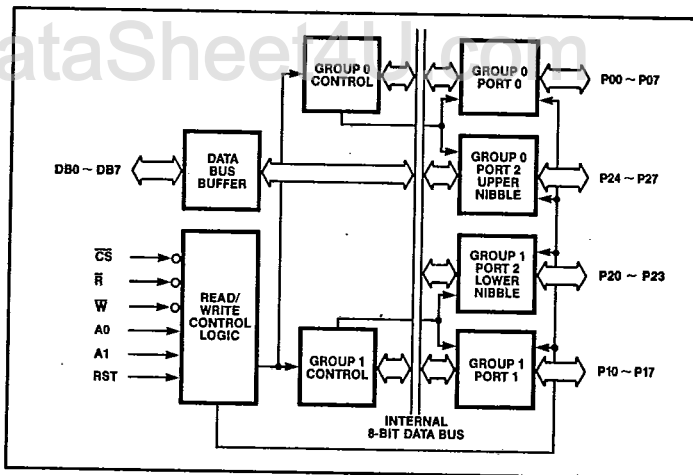 ataSheet4U.com
GROUP 0
CONTROL
GROUP 0
PORT 0
P00 ~ P07
DB0 ~ DB7
DATA
BUS
BUFFER
GROUP 0
PORT 2
UPPER
NIBBLE
P24 ~ P27
CS
R
W
A0
A1
RST
READ/
WRITE
CONTROL
LOGIC
GROUP 1
PORT 2
LOWER
NIBBLE
P20 ~ P23
GROUP 1
CONTROL
GROUP 1
PORT 1
P10 ~ P17
INTERNAL
8-BIT DATA BUS